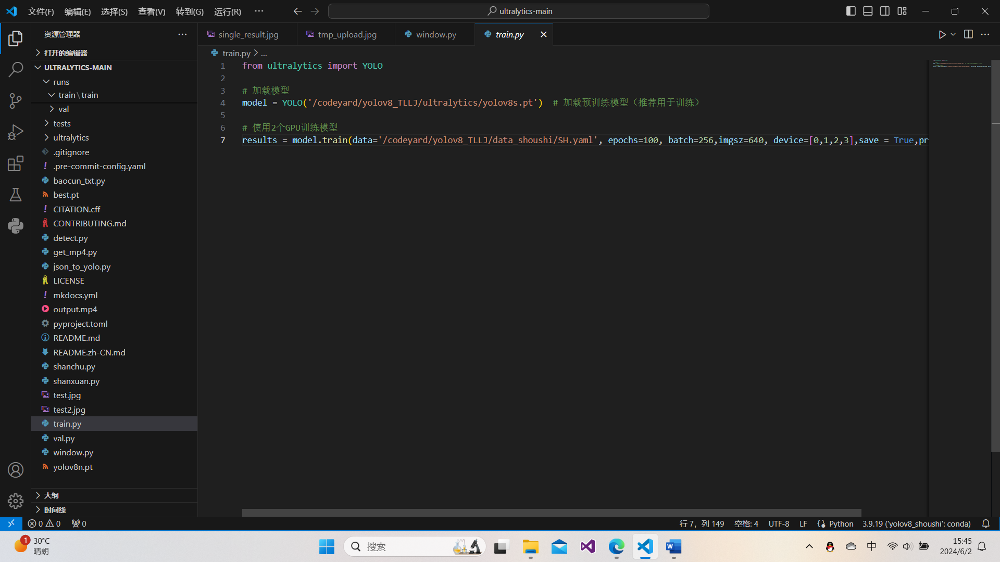 文件(F) 编辑(E) 选择(S) 查看(V) 转到(G) 运行(R) ··· ultralytics-main
资源管理器 ···
single_result.jpg tmp_upload.jpg window.py train.py
打开的编辑器
train.py > ...
ULTRALYTICS-MAIN
runs
train\train
val
tests
ultralytics
.gitignore
.pre-commit-config.yaml
baocun_txt.py
best.pt
CITATION.cff
CONTRIBUTING.md
detect.py
get_mp4.py
json_to_yolo.py
LICENSE
mkdocs.yml
output.mp4
pyproject.toml
README.md
README.zh-CN.md
shanchu.py
shanxuan.py
test.jpg
test2.jpg
train.py
val.py
window.py
yolov8n.pt
大纲
时间线
1 from ultralytics import YOLO
2
3 # 加载模型
4 model = YOLO('/codeyard/yolov8_TLLJ/ultralytics/yolov8s.pt') # 加载预训练模型（推荐用于训练）
5
6 # 使用2个GPU训练模型
7 results = model.train(data='/codeyard/yolov8_TLLJ/data_shoushi/SH.yaml', epochs=100, batch=256,imgsz=640, device=[0,1,2,3],save = True,pr
0 0 0 行 7，列 149 空格: 4 UTF-8 LF Python 3.9.19 ('yolov8_shoushi': conda)
1 30°C
晴朗
搜索
中
15:45
2024/6/2